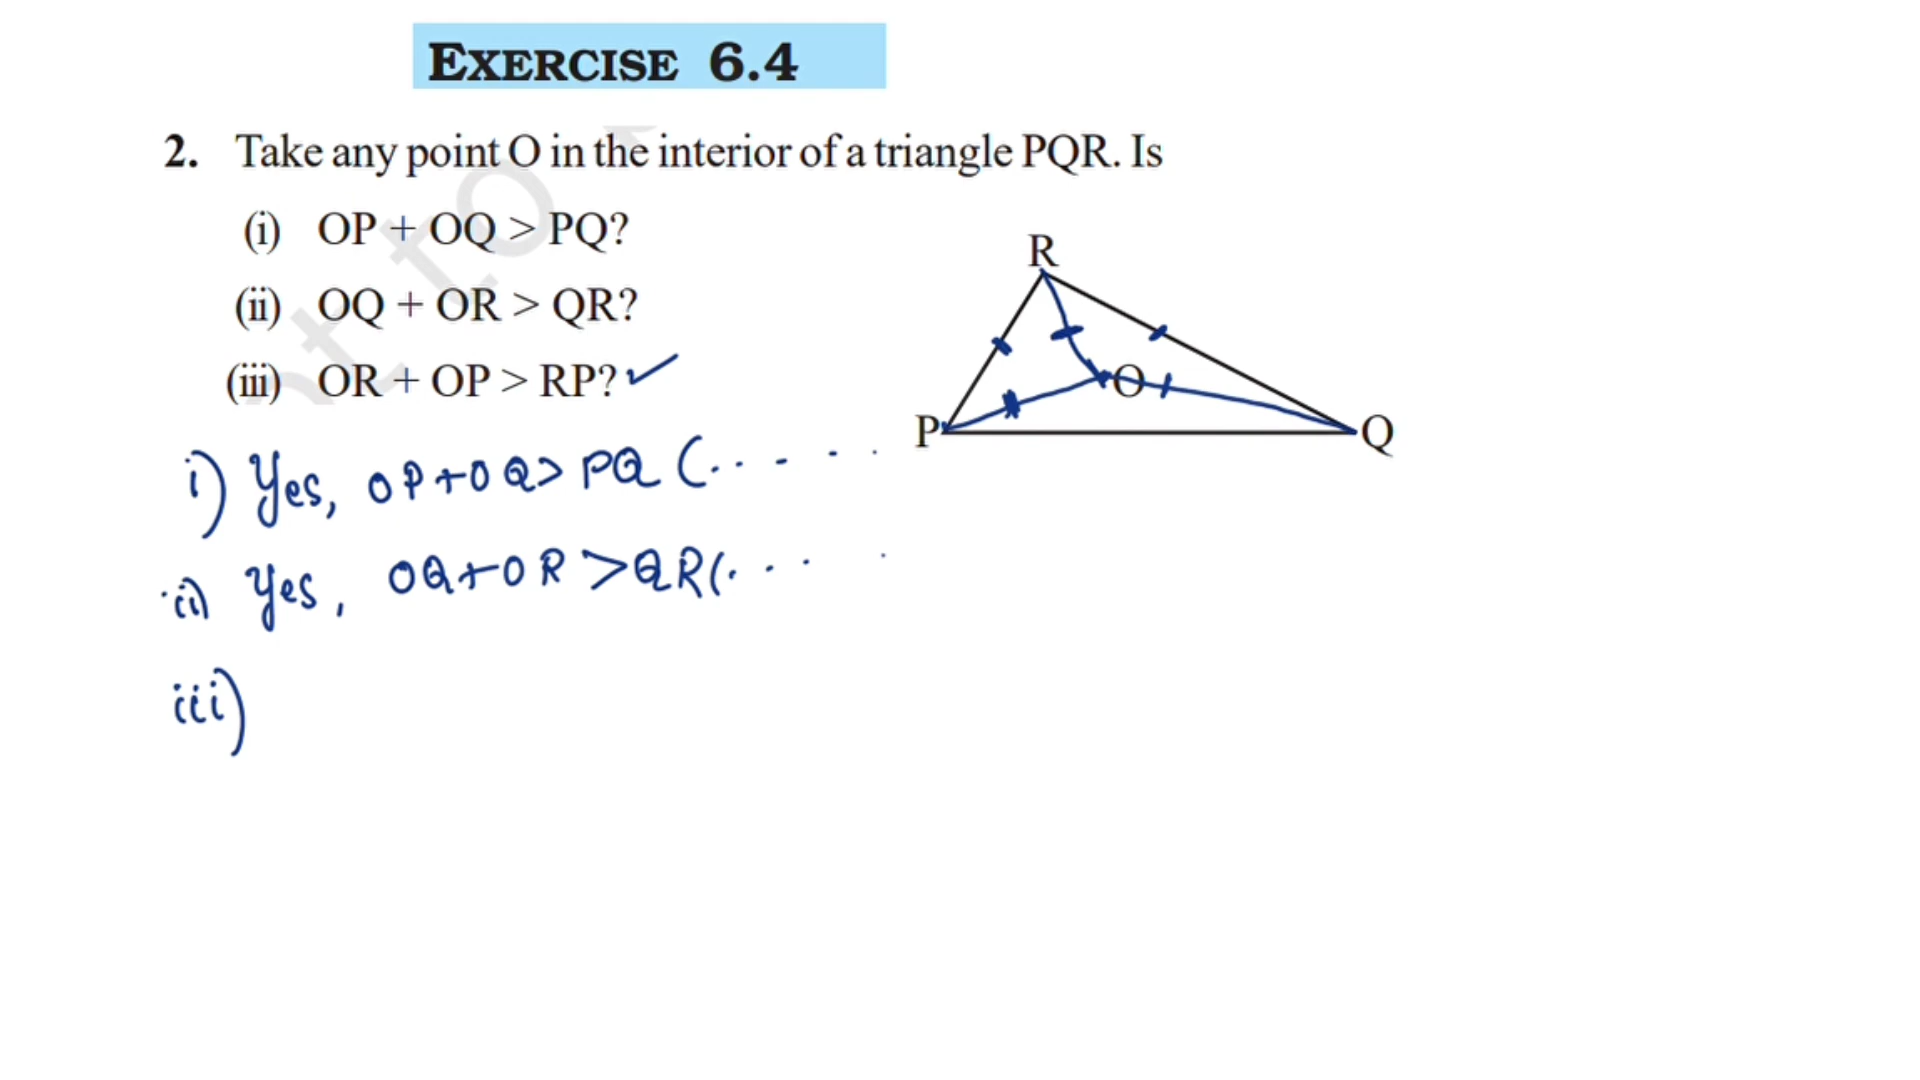 EXERCISE 6.4
2. Take any point O in the interior of a triangle PQR. Is
(i) OP + OQ > PQ?
(ii) OQ + OR > QR?
(iii) OR + OP > RP? ✓
R
O
P
Q
i) Yes, OP+OQ> PQ (.....
ii) Yes, OQ+OR >QR(....
iii)